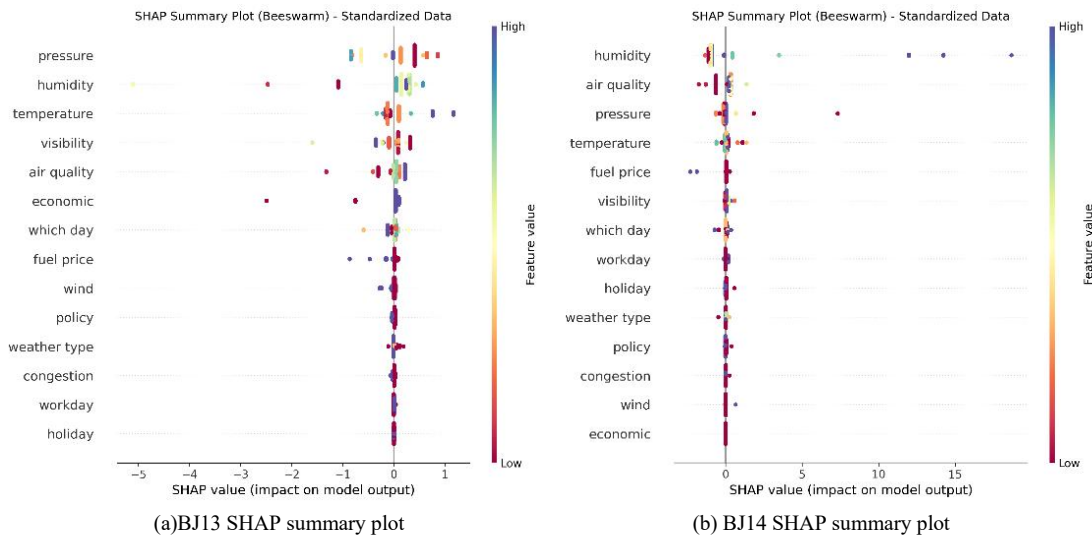 SHAP Summary Plot (Beeswarm) - Standardized Data
High
pressure
humidity
temperature
visibility
air quality
economic
which day
fuel price
wind
policy
weather type
congestion
workday
holiday
Feature value
Low
−5 −4 −3 −2 −1 0 1
SHAP value (impact on model output)
(a)BJ13 SHAP summary plot
SHAP Summary Plot (Beeswarm) - Standardized Data
High
humidity
air quality
pressure
temperature
fuel price
visibility
which day
workday
holiday
weather type
policy
congestion
wind
economic
Feature value
Low
0 5 10 15
SHAP value (impact on model output)
(b) BJ14 SHAP summary plot